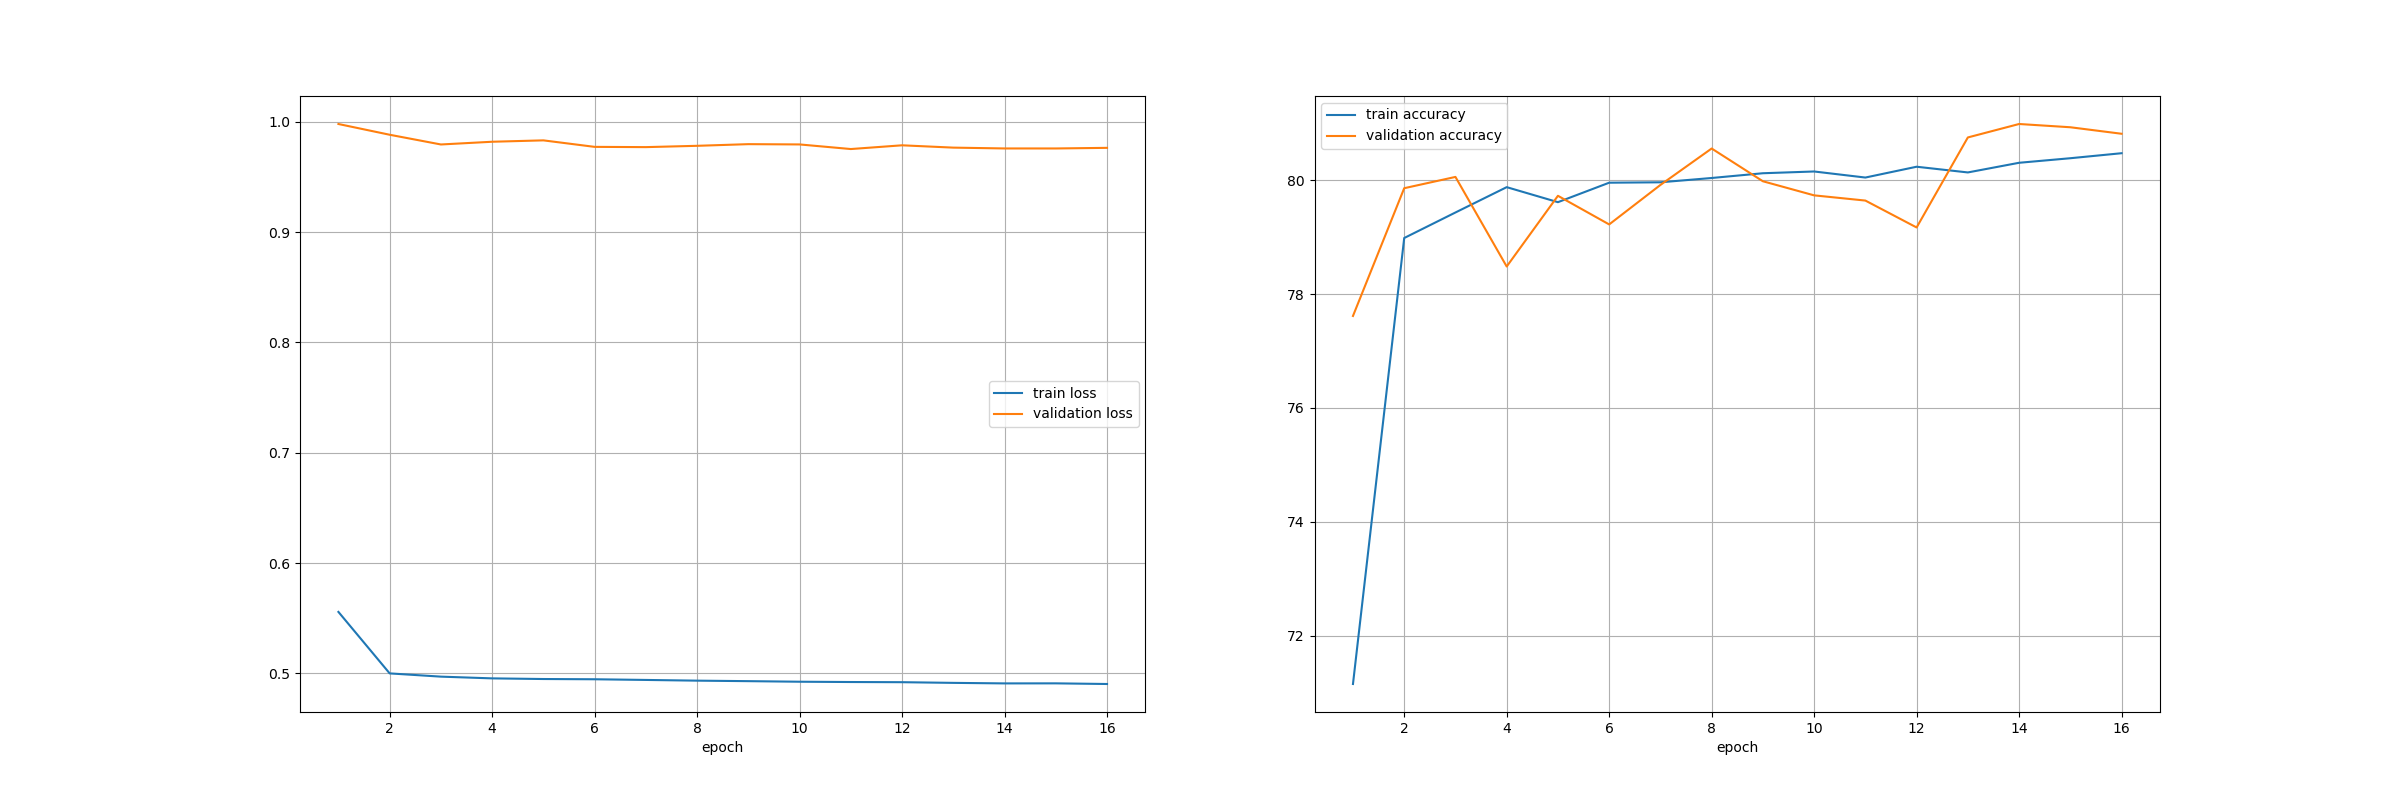 1.0
0.9
0.8
0.7
0.6
0.5
2 4 6 8 10 12 14 16
epoch
train loss
validation loss
train accuracy
validation accuracy
80
78
76
74
72
2 4 6 8 10 12 14 16
epoch